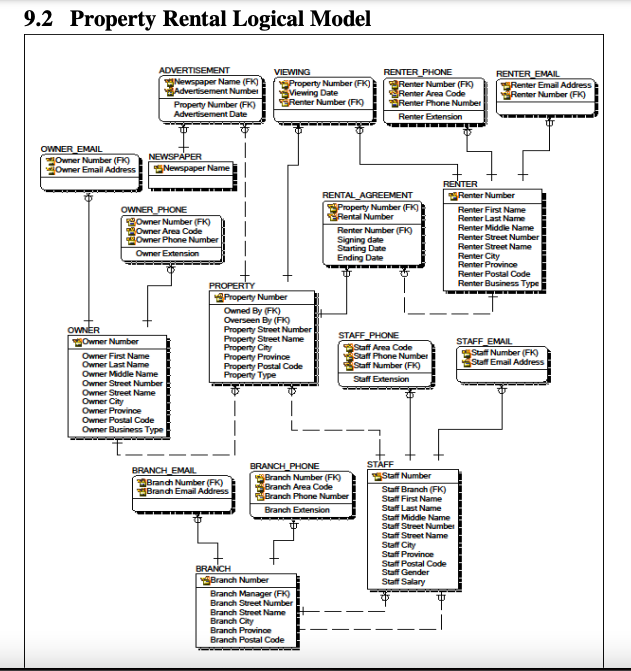 9.2 Property Rental Logical Model
ADVERTISEMENT
Newspaper Name (FK)
Advertisement Number
Property Number (FK)
Advertisement Date
VIEWING
Property Number (FK)
Viewing Date
Renter Number (FK)
RENTER_PHONE
Renter Number (FK)
Renter Area Code
Renter Phone Number
Renter Extension
RENTER_EMAIL
Renter Email Address
Renter Number (FK)
OWNER_EMAIL
Owner Number (FK)
Owner Email Address
NEWSPAPER
Newspaper Name
OWNER_PHONE
Owner Number (FK)
Owner Area Code
Owner Phone Number
Owner Extension
RENTAL_AGREEMENT
Property Number (FK)
Rental Number
Renter Number (FK)
Signing date
Starting Date
Ending Date
RENTER
Renter Number
Renter First Name
Renter Last Name
Renter Middle Name
Renter Street Number
Renter Street Name
Renter City
Renter Province
Renter Postal Code
Renter Business Type
PROPERTY
Property Number
Owned By (FK)
Overseen By (FK)
Property Street Number
Property Street Name
Property City
Property Province
Property Postal Code
Property Type
OWNER
Owner Number
Owner First Name
Owner Last Name
Owner Middle Name
Owner Street Number
Owner Street Name
Owner City
Owner Province
Owner Postal Code
Owner Business Type
STAFF_PHONE
Staff Area Code
Staff Phone Number
Staff Number (FK)
Staff Extension
STAFF_EMAIL
Staff Number (FK)
Staff Email Address
BRANCH_EMAIL
Branch Number (FK)
Branch Email Address
BRANCH_PHONE
Branch Number (FK)
Branch Area Code
Branch Phone Number
Branch Extension
STAFF
Staff Number
Staff Branch (FK)
Staff First Name
Staff Last Name
Staff Middle Name
Staff Street Number
Staff Street Name
Staff City
Staff Province
Staff Postal Code
Staff Gender
Staff Salary
BRANCH
Branch Number
Branch Manager (FK)
Branch Street Number
Branch Street Name
Branch City
Branch Province
Branch Postal Code